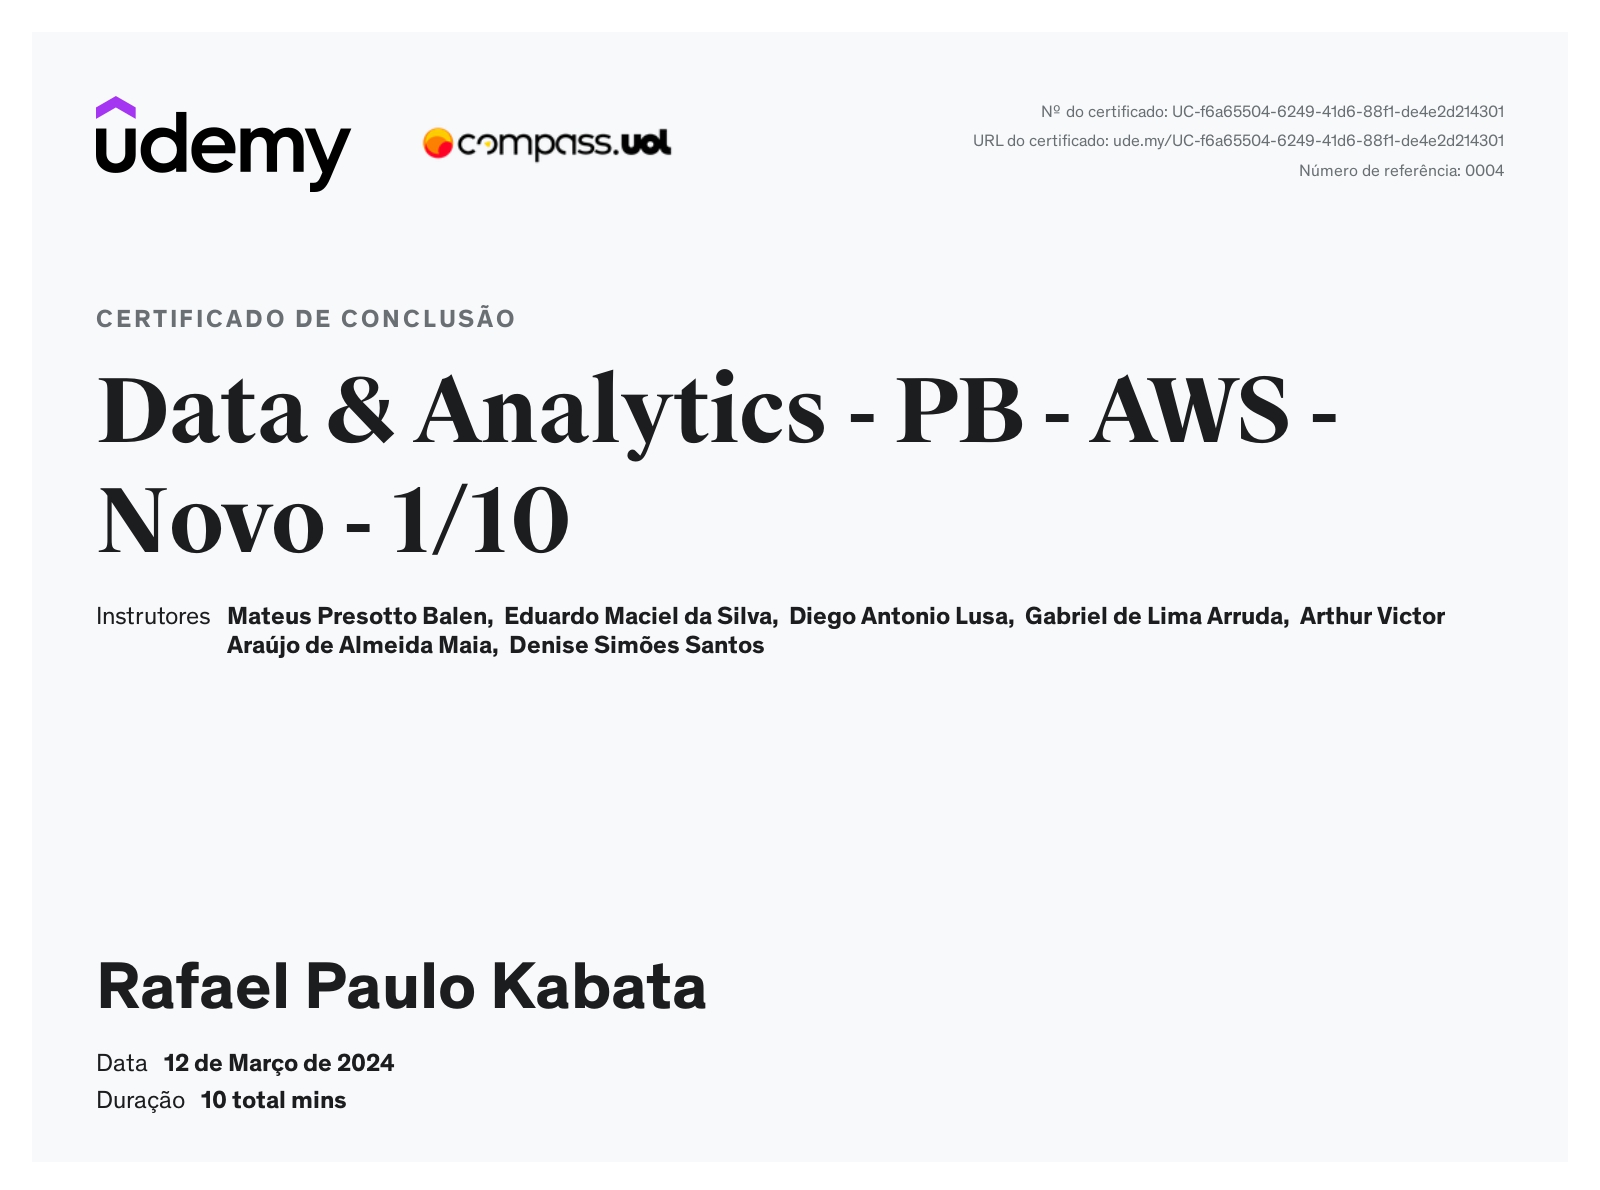 udemy
compass.uol
Nº do certificado: UC-f6a65504-6249-41d6-88f1-de4e2d214301
URL do certificado: ude.my/UC-f6a65504-6249-41d6-88f1-de4e2d214301
Número de referência: 0004
CERTIFICADO DE CONCLUSÃO
Data & Analytics - PB - AWS -
Novo - 1/10
Instrutores Mateus Presotto Balen, Eduardo Maciel da Silva, Diego Antonio Lusa, Gabriel de Lima Arruda, Arthur Victor
Araújo de Almeida Maia, Denise Simões Santos
Rafael Paulo Kabata
Data 12 de Março de 2024
Duração 10 total mins